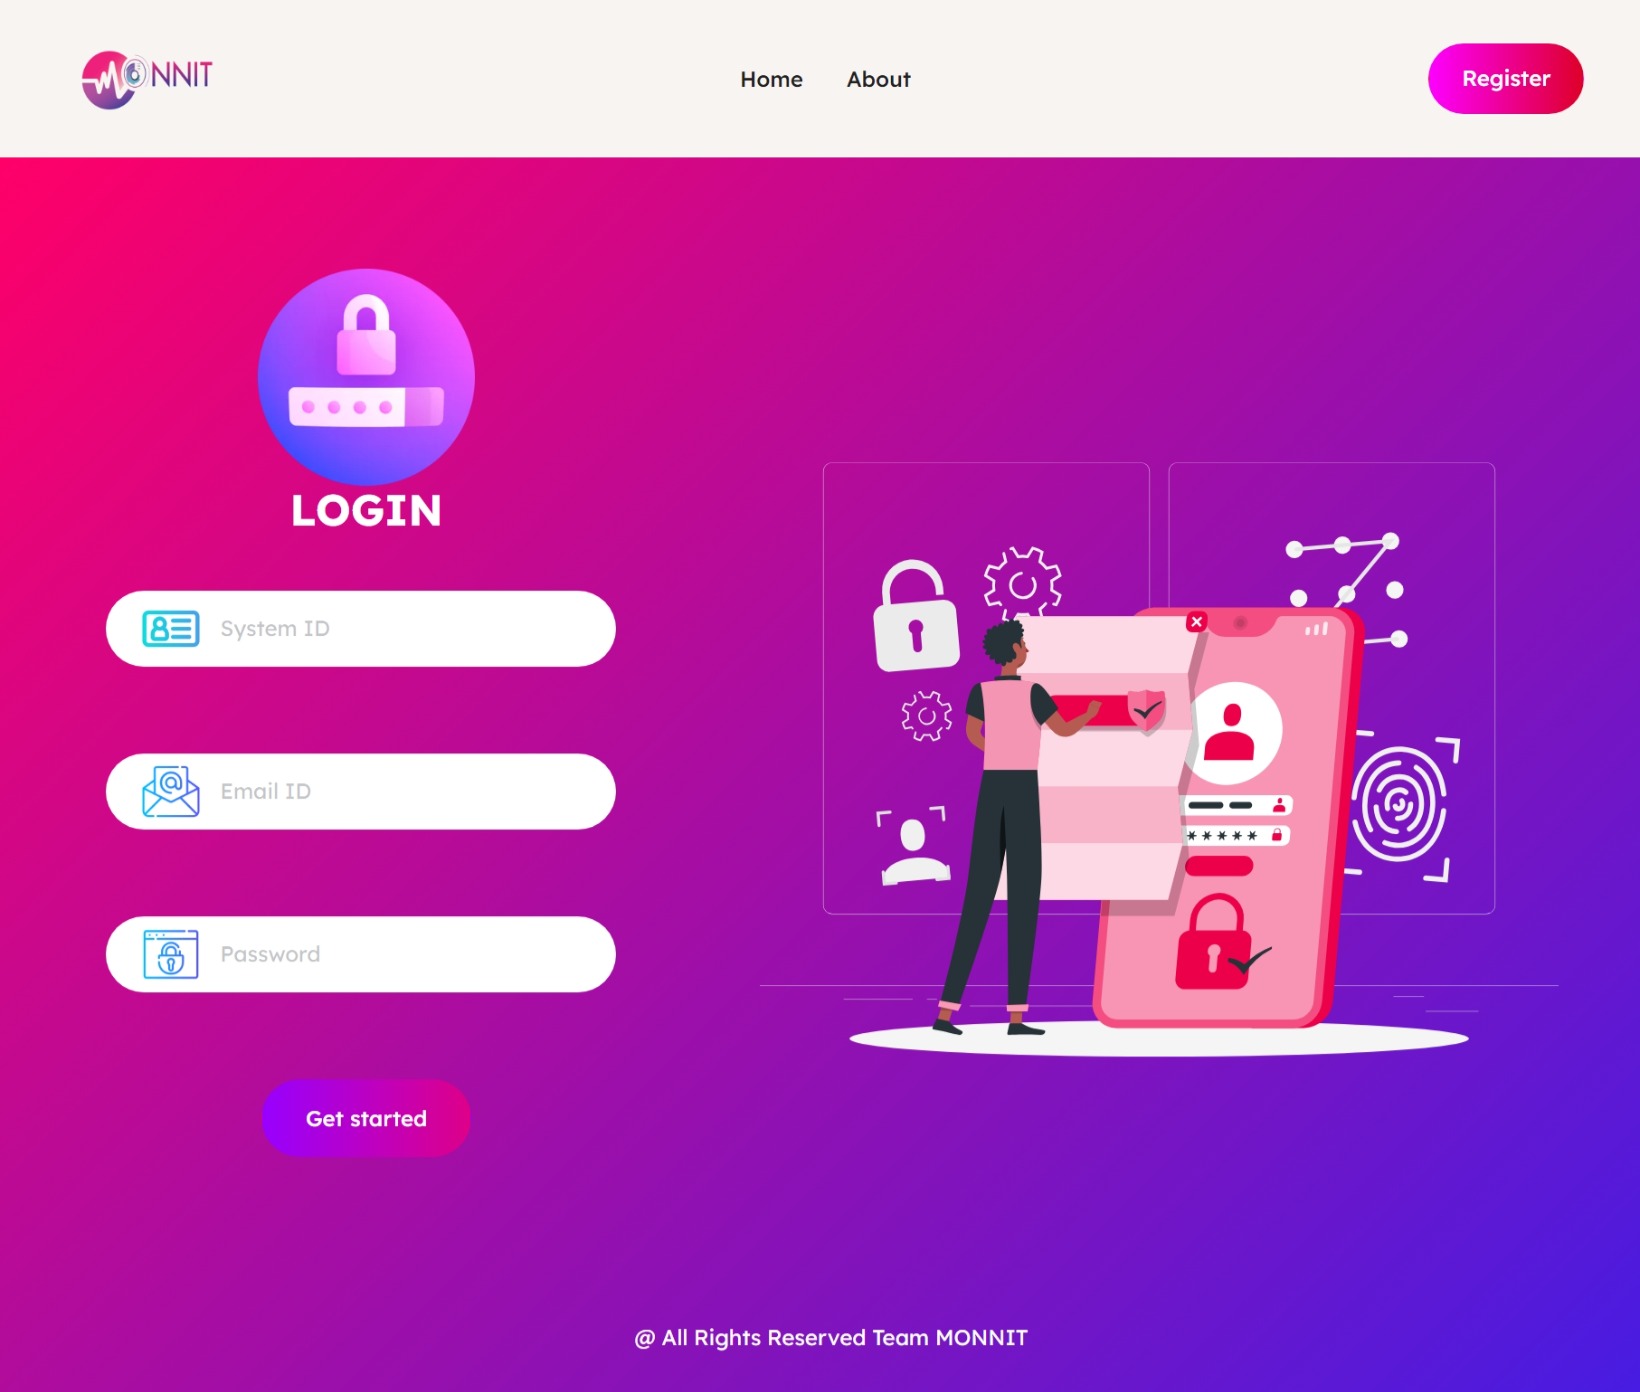 MONNIT
Home
About
Register
LOGIN
System ID
Email ID
Password
Get started
*****
@ All Rights Reserved Team MONNIT